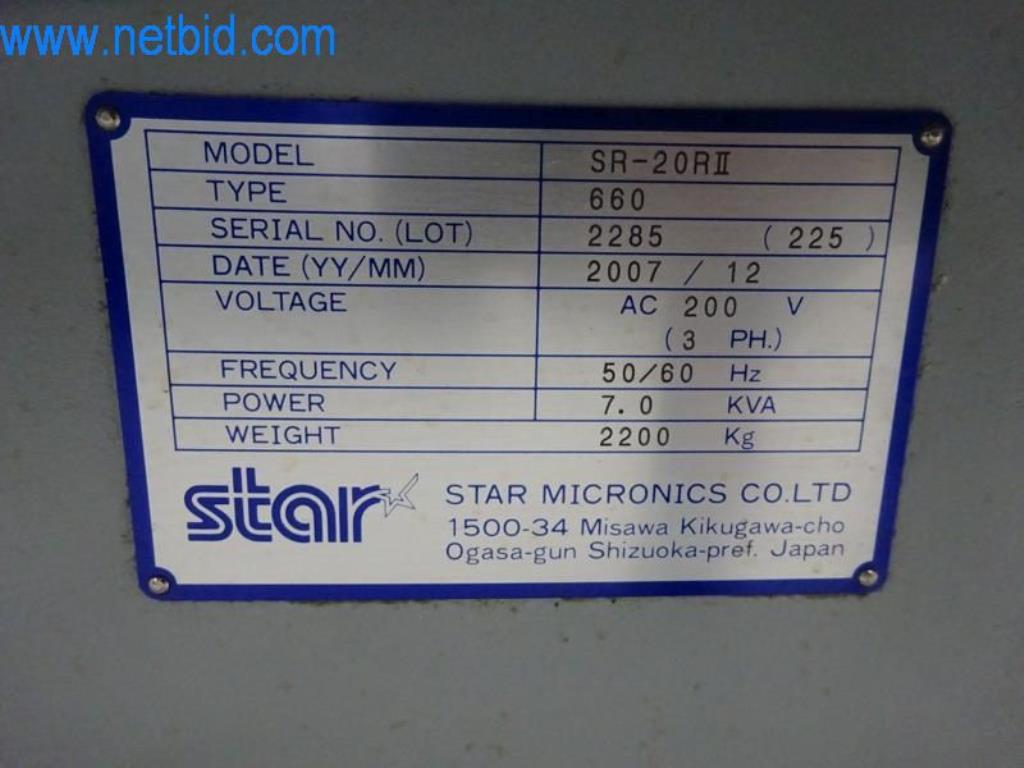 www.netbid.com
MODEL SR-20RⅡ
TYPE 660
SERIAL NO. (LOT) 2285 ( 225 )
DATE (YY/MM) 2007 / 12
VOLTAGE AC 200 V
(3 PH.)
FREQUENCY 50/60 Hz
POWER 7.0 KVA
WEIGHT 2200 Kg
star STAR MICRONICS CO.LTD
1500-34 Misawa Kikugawa-cho
Ogasa-gun Shizuoka-pref. Japan